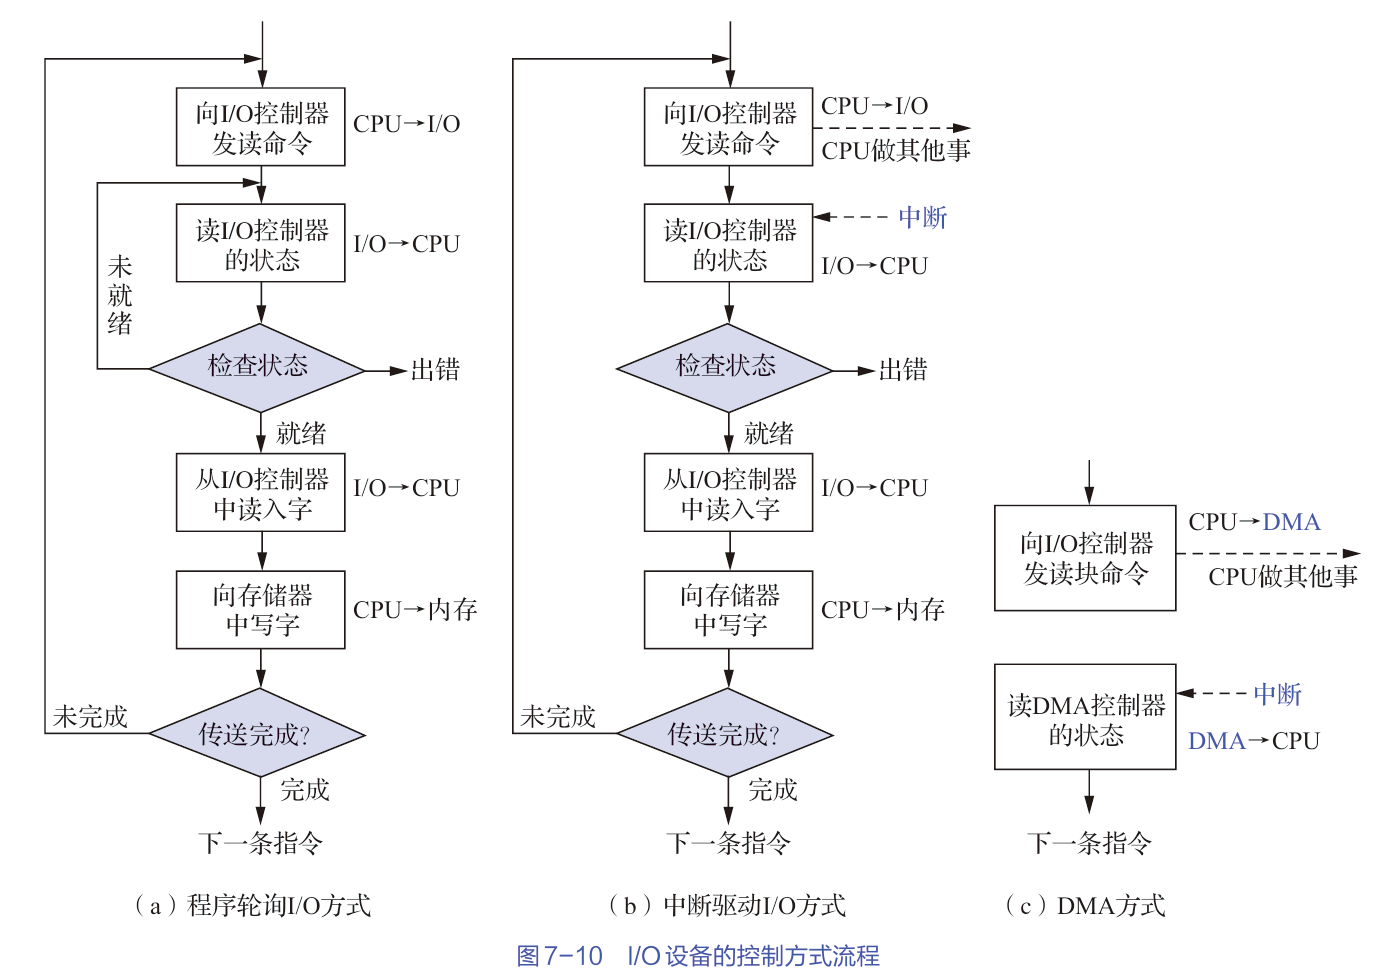 向I/O控制器
发读命令
CPU→I/O
读I/O控制器
的状态
I/O→CPU
未
就
绪
检查状态
出错
就绪
从I/O控制器
中读入字
I/O→CPU
向存储器
中写字
CPU→内存
未完成
传送完成？
完成
下一条指令
（a）程序轮询I/O方式
向I/O控制器
发读命令
CPU→I/O
CPU做其他事
读I/O控制器
的状态
中断
I/O→CPU
检查状态
出错
就绪
从I/O控制器
中读入字
I/O→CPU
向存储器
中写字
CPU→内存
未完成
传送完成？
完成
下一条指令
（b）中断驱动I/O方式
向I/O控制器
发读块命令
CPU→DMA
CPU做其他事
读DMA控制器
的状态
中断
DMA→CPU
下一条指令
（c）DMA方式
图7-10 I/O设备的控制方式流程